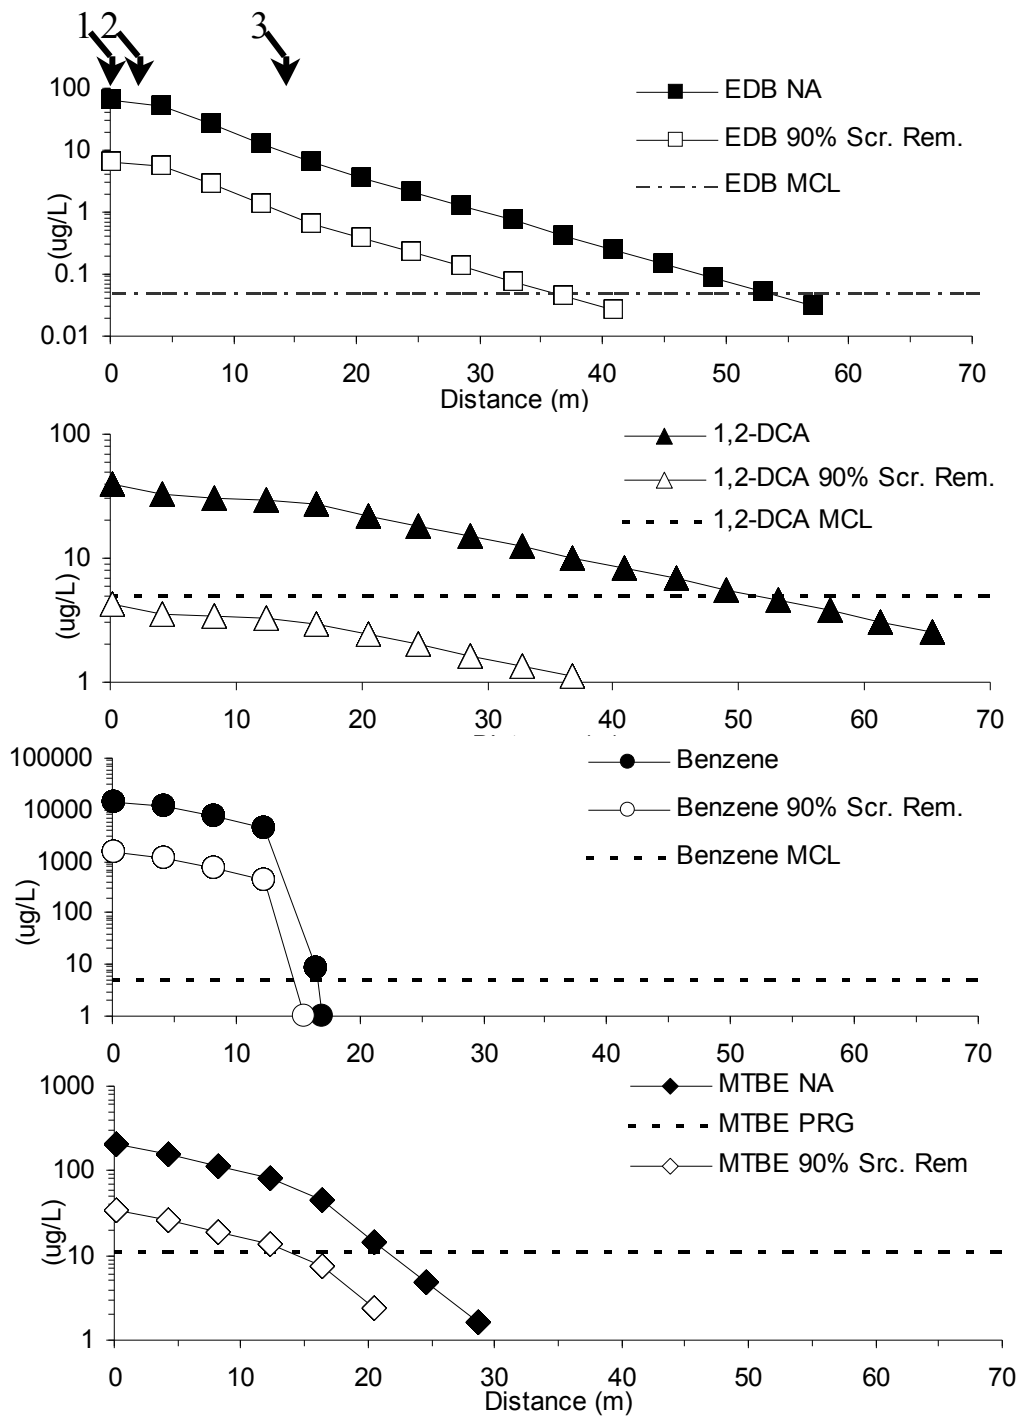 12 3
100
10
1
0.1
0.01
(ug/L)
EDB NA
EDB 90% Scr. Rem.
EDB MCL
0 10 20 30 40 50 60 70
Distance (m)
100
10
1
(ug/L)
1,2-DCA
1,2-DCA 90% Scr. Rem.
1,2-DCA MCL
0 10 20 30 40 50 60 70
100000
10000
1000
100
10
1
(ug/L)
Benzene
Benzene 90% Scr. Rem.
Benzene MCL
0 10 20 30 40 50 60 70
1000
100
10
1
(ug/L)
MTBE NA
MTBE PRG
MTBE 90% Src. Rem
0 10 20 30 40 50 60 70
Distance (m)